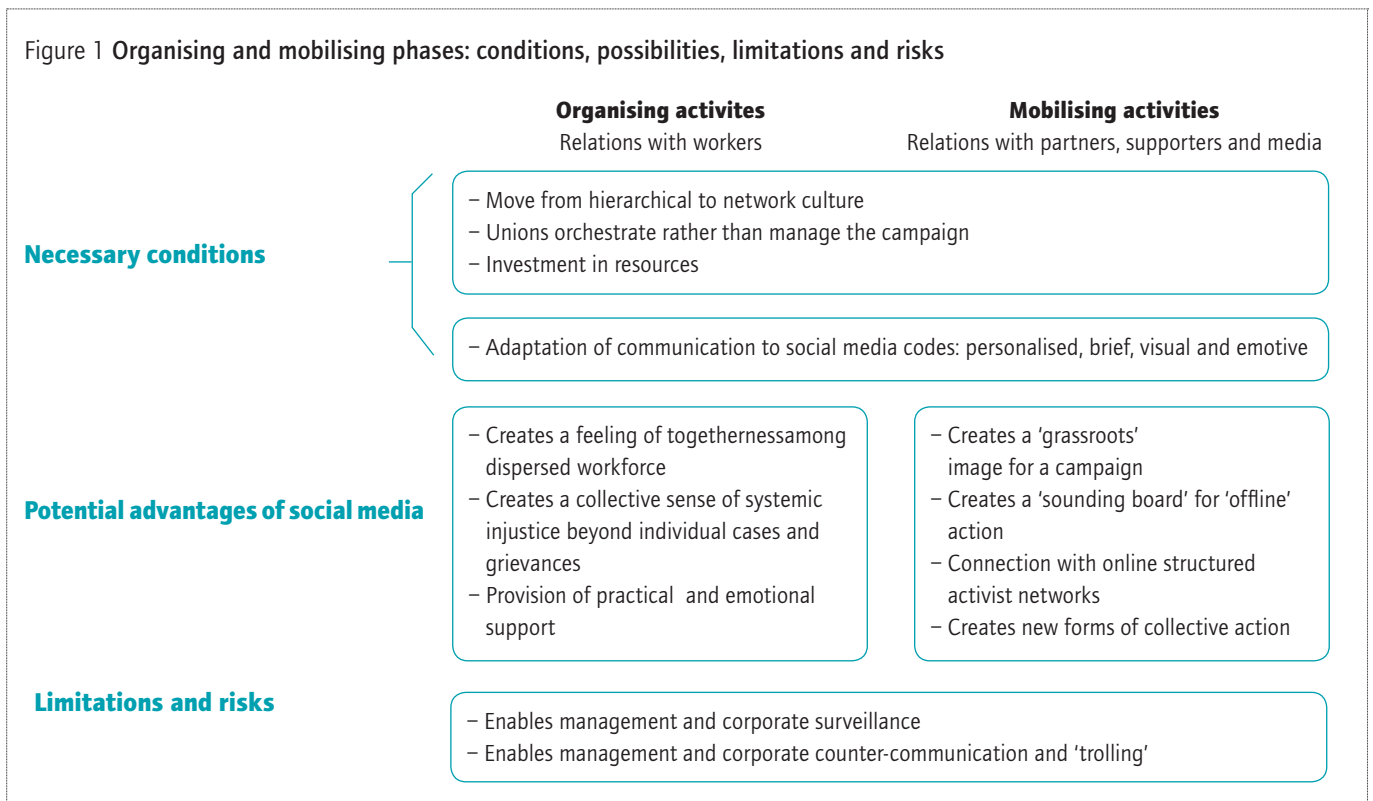 Figure 1 Organising and mobilising phases: conditions, possibilities, limitations and risks
Organising activites
Relations with workers
Mobilising activities
Relations with partners, supporters and media
Necessary conditions
– Move from hierarchical to network culture
– Unions orchestrate rather than manage the campaign
– Investment in resources
– Adaptation of communication to social media codes: personalised, brief, visual and emotive
Potential advantages of social media
– Creates a feeling of togethernessamong
dispersed workforce
– Creates a collective sense of systemic
injustice beyond individual cases and
grievances
– Provision of practical and emotional
support
– Creates a 'grassroots'
image for a campaign
– Creates a 'sounding board' for 'offline'
action
– Connection with online structured
activist networks
– Creates new forms of collective action
Limitations and risks
– Enables management and corporate surveillance
– Enables management and corporate counter-communication and 'trolling'